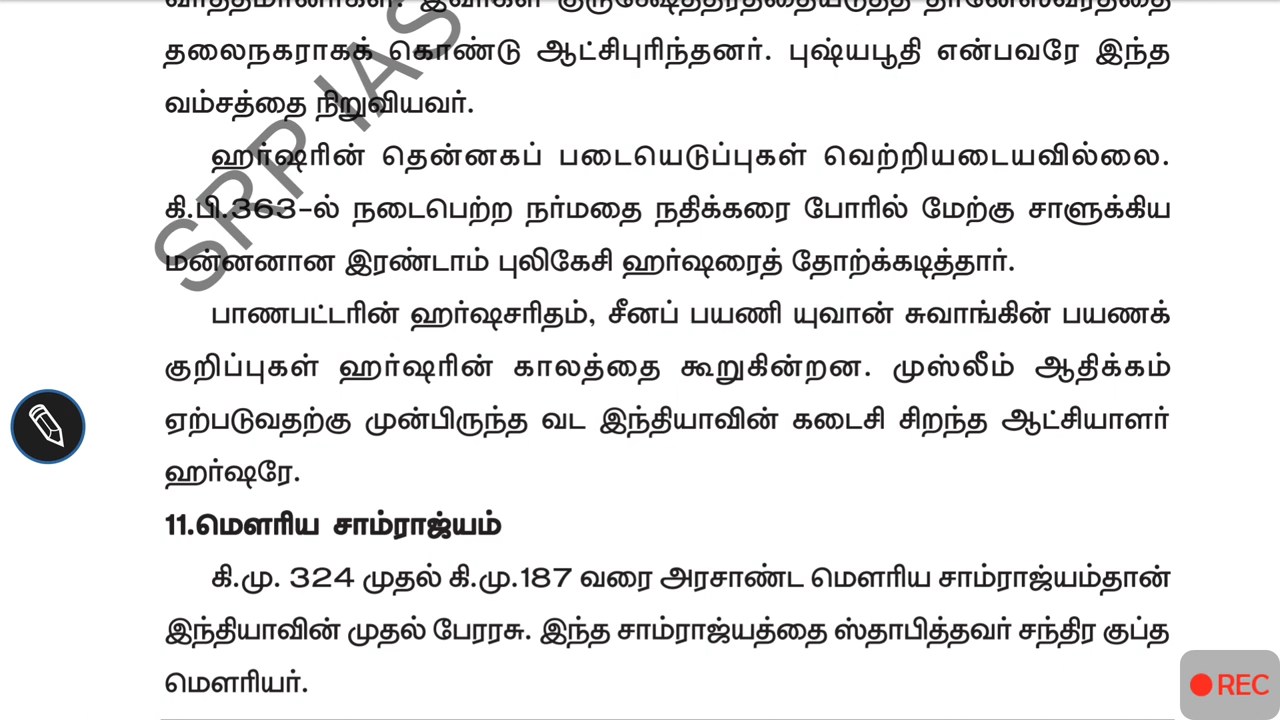 தலைநகராகக் கொண்டு ஆட்சிபுரிந்தனர். புஷ்யபூதி என்பவரே இந்த
வம்சத்தை நிறுவியவர்.
ஹர்ஷரின் தென்னகப் படையெடுப்புகள் வெற்றியடையவில்லை.
கி.பி.363-ல் நடைபெற்ற நர்மதை நதிக்கரை போரில் மேற்கு சாளுக்கிய
மன்னனான இரண்டாம் புலிகேசி ஹர்ஷரைத் தோற்க்கடித்தார்.
பாணபட்டரின் ஹர்ஷசரிதம், சீனப் பயணி யுவான் சுவாங்கின் பயணக்
குறிப்புகள் ஹர்ஷரின் காலத்தை கூறுகின்றன. முஸ்லீம் ஆதிக்கம்
ஏற்படுவதற்கு முன்பிருந்த வட இந்தியாவின் கடைசி சிறந்த ஆட்சியாளர்
ஹர்ஷரே.
11.மௌரிய சாம்ராஜ்யம்
கி.மு. 324 முதல் கி.மு.187 வரை அரசாண்ட மௌரிய சாம்ராஜ்யம்தான்
இந்தியாவின் முதல் பேரரசு. இந்த சாம்ராஜ்யத்தை ஸ்தாபித்தவர் சந்திர குப்த
மௌரியர்.
SRP IAS
REC